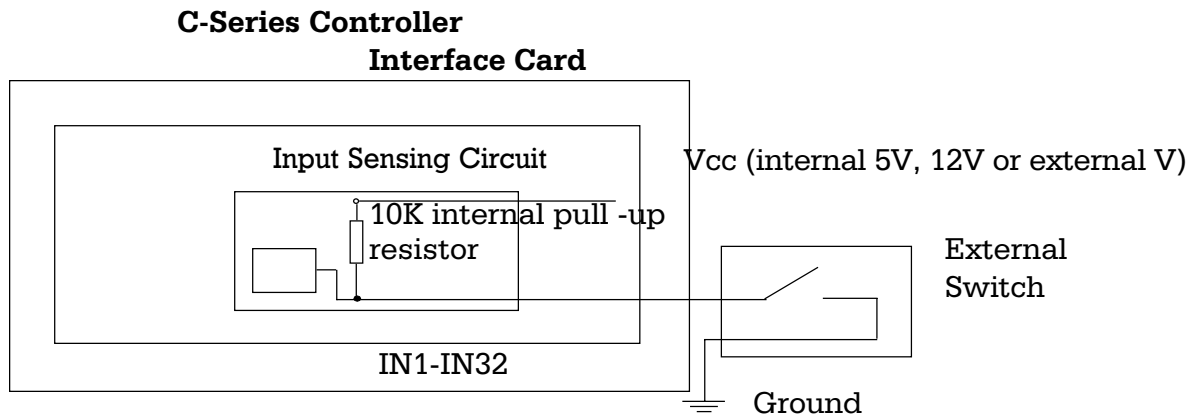 C-Series Controller
Interface Card
Input Sensing Circuit
Vcc (internal 5V, 12V or external V)
10K internal pull -up
resistor
External
Switch
IN1-IN32
Ground